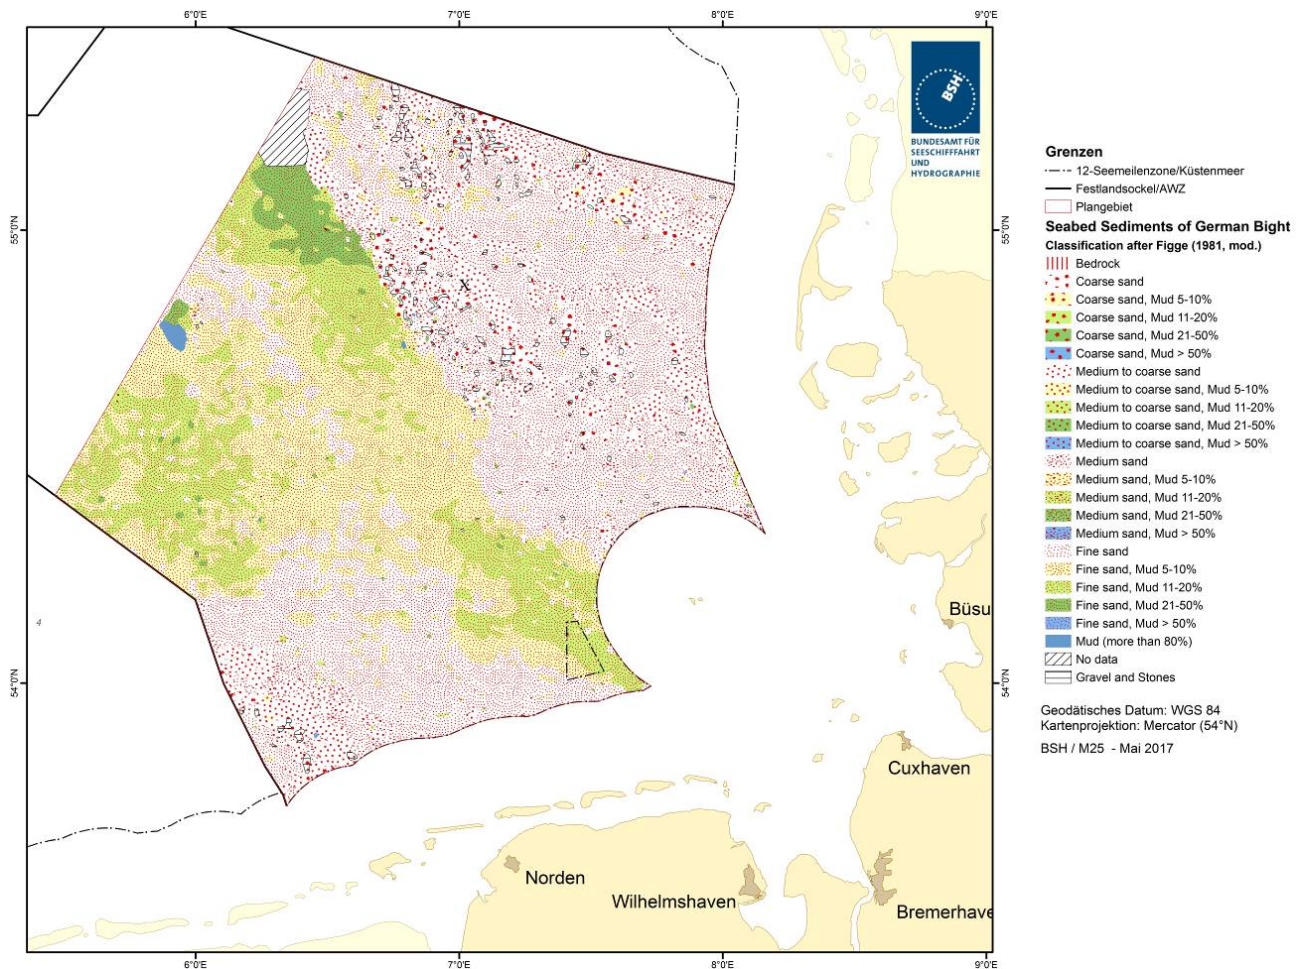 6°0'E 7°0'E 8°0'E 9°0'E
BSH
BUNDESAMT FÜR
SEESCHIFFFAHRT
UND
HYDROGRAPHIE
55°0'N 55°0'N
X
4
54°0'N 54°0'N
Büsu
Cuxhaven
Norden
Wilhelmshaven
Bremerhave
6°0'E 7°0'E 8°0'E 9°0'E
Grenzen
12-Seemeilenzone/Küstenmeer
Festlandsockel/AWZ
Plangebiet
Seabed Sediments of German Bight
Classification after Figge (1981, mod.)
Bedrock
Coarse sand
Coarse sand, Mud 5-10%
Coarse sand, Mud 11-20%
Coarse sand, Mud 21-50%
Coarse sand, Mud > 50%
Medium to coarse sand
Medium to coarse sand, Mud 5-10%
Medium to coarse sand, Mud 11-20%
Medium to coarse sand, Mud 21-50%
Medium to coarse sand, Mud > 50%
Medium sand
Medium sand, Mud 5-10%
Medium sand, Mud 11-20%
Medium sand, Mud 21-50%
Medium sand, Mud > 50%
Fine sand
Fine sand, Mud 5-10%
Fine sand, Mud 11-20%
Fine sand, Mud 21-50%
Fine sand, Mud > 50%
Mud (more than 80%)
No data
Gravel and Stones
Geodätisches Datum: WGS 84
Kartenprojektion: Mercator (54°N)
BSH / M25 - Mai 2017